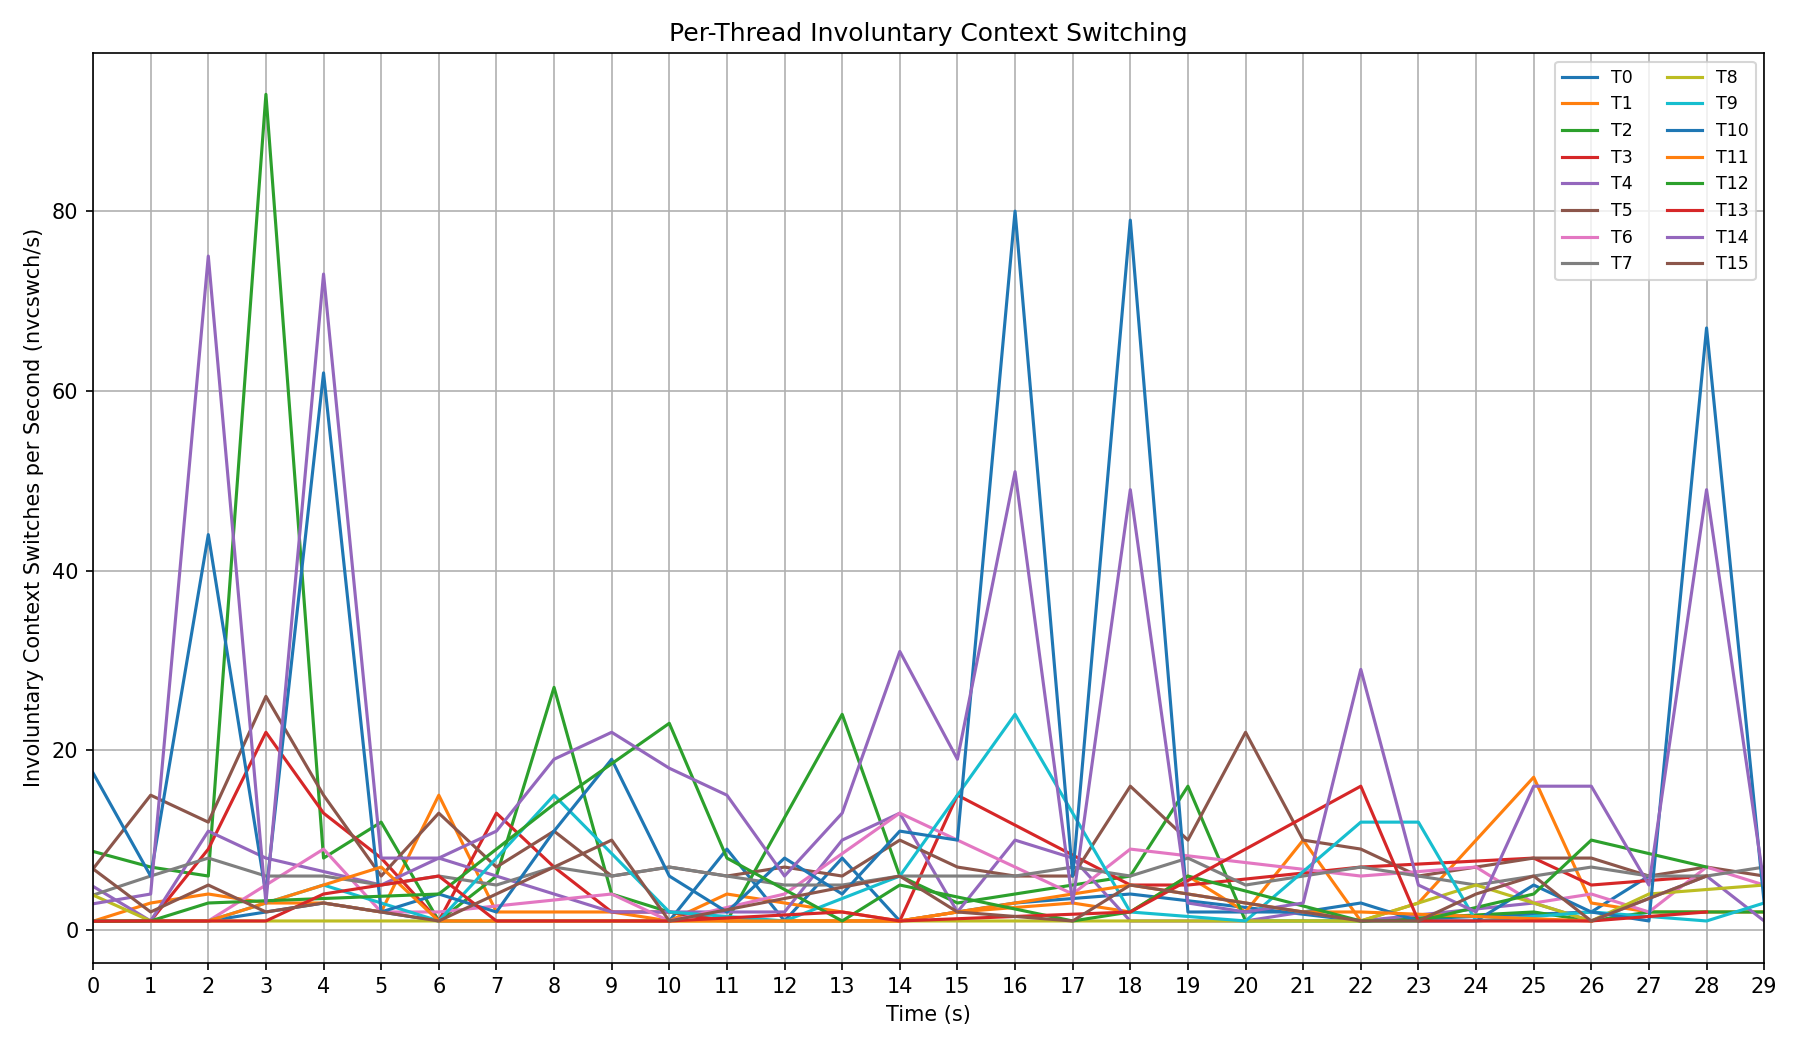 Per-Thread Involuntary Context Switching
Involuntary Context Switches per Second (nvcswch/s)
80
60
40
20
0
T0 T8
T1 T9
T2 T10
T3 T11
T4 T12
T5 T13
T6 T14
T7 T15
0 1 2 3 4 5 6 7 8 9 10 11 12 13 14 15 16 17 18 19 20 21 22 23 24 25 26 27 28 29
Time (s)